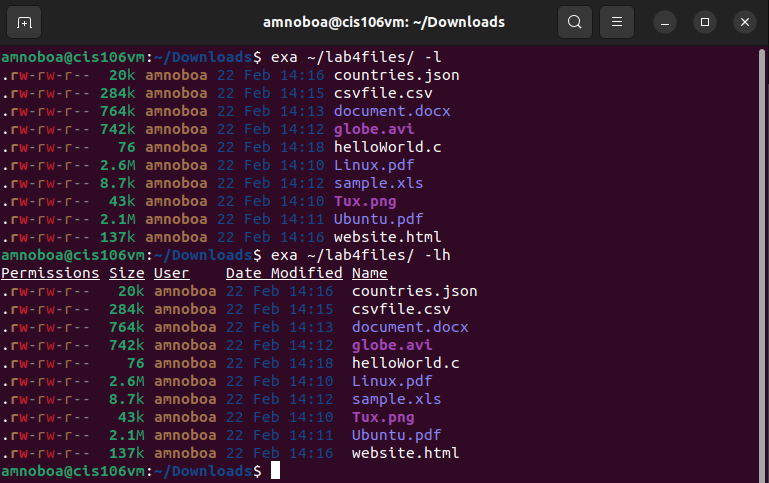 amnoboa@cis106vm: ~/Downloads
amnoboa@cis106vm:~/Downloads$ exa ~/lab4files/ -l
.rw-rw-r-- 20k amnoboa 22 Feb 14:16 countries.json
.rw-rw-r-- 284k amnoboa 22 Feb 14:15 csvfile.csv
.rw-rw-r-- 764k amnoboa 22 Feb 14:13 document.docx
.rw-rw-r-- 742k amnoboa 22 Feb 14:12 globe.avi
.rw-rw-r-- 76 amnoboa 22 Feb 14:18 helloWorld.c
.rw-rw-r-- 2.6M amnoboa 22 Feb 14:10 Linux.pdf
.rw-rw-r-- 8.7k amnoboa 22 Feb 14:12 sample.xls
.rw-rw-r-- 43k amnoboa 22 Feb 14:10 Tux.png
.rw-rw-r-- 2.1M amnoboa 22 Feb 14:11 Ubuntu.pdf
.rw-rw-r-- 137k amnoboa 22 Feb 14:16 website.html
amnoboa@cis106vm:~/Downloads$ exa ~/lab4files/ -lh
Permissions Size User Date Modified Name
.rw-rw-r-- 20k amnoboa 22 Feb 14:16 countries.json
.rw-rw-r-- 284k amnoboa 22 Feb 14:15 csvfile.csv
.rw-rw-r-- 764k amnoboa 22 Feb 14:13 document.docx
.rw-rw-r-- 742k amnoboa 22 Feb 14:12 globe.avi
.rw-rw-r-- 76 amnoboa 22 Feb 14:18 helloWorld.c
.rw-rw-r-- 2.6M amnoboa 22 Feb 14:10 Linux.pdf
.rw-rw-r-- 8.7k amnoboa 22 Feb 14:12 sample.xls
.rw-rw-r-- 43k amnoboa 22 Feb 14:10 Tux.png
.rw-rw-r-- 2.1M amnoboa 22 Feb 14:11 Ubuntu.pdf
.rw-rw-r-- 137k amnoboa 22 Feb 14:16 website.html
amnoboa@cis106vm:~/Downloads$